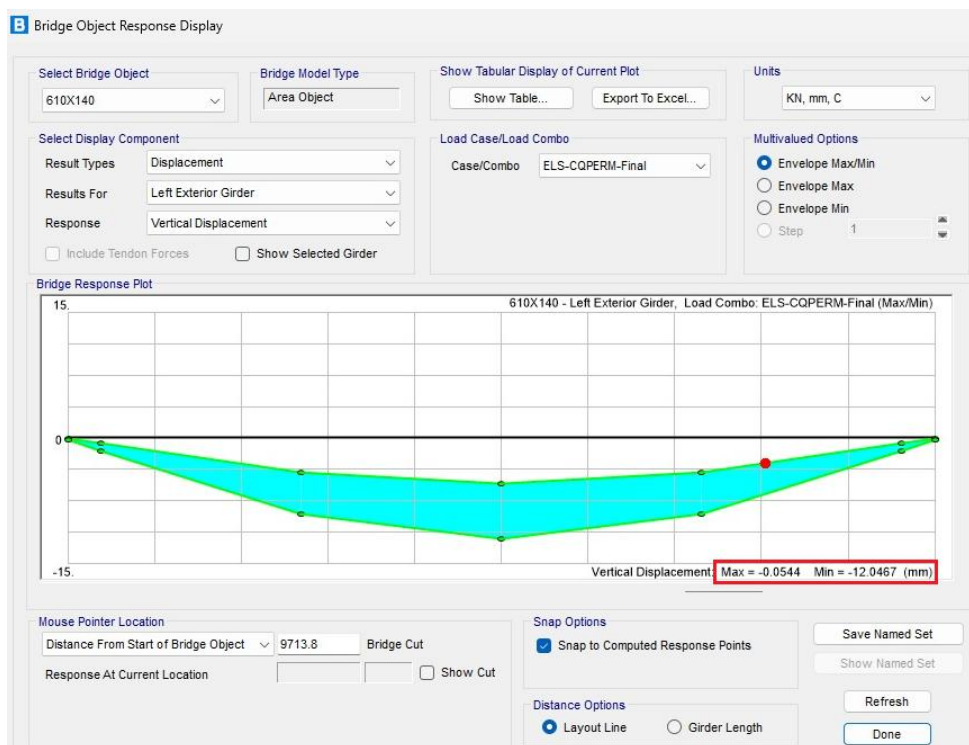 B Bridge Object Response Display
Select Bridge Object
610X140
Bridge Model Type
Area Object
Show Tabular Display of Current Plot
Show Table...
Export To Excel...
Units
KN, mm, C
Select Display Component
Result Types
Displacement
Results For
Left Exterior Girder
Response
Vertical Displacement
Include Tendon Forces
Show Selected Girder
Load Case/Load Combo
Case/Combo
ELS-CQPERM-Final
Multivalued Options
Envelope Max/Min
Envelope Max
Envelope Min
Step
1
Bridge Response Plot
15.
610X140 - Left Exterior Girder, Load Combo: ELS-CQPERM-Final (Max/Min)
0
-15.
Vertical Displacement: Max = -0.0544 Min = -12.0467 (mm)
Mouse Pointer Location
Distance From Start of Bridge Object
9713.8
Bridge Cut
Response At Current Location
Show Cut
Snap Options
Snap to Computed Response Points
Distance Options
Layout Line
Girder Length
Save Named Set
Show Named Set
Refresh
Done